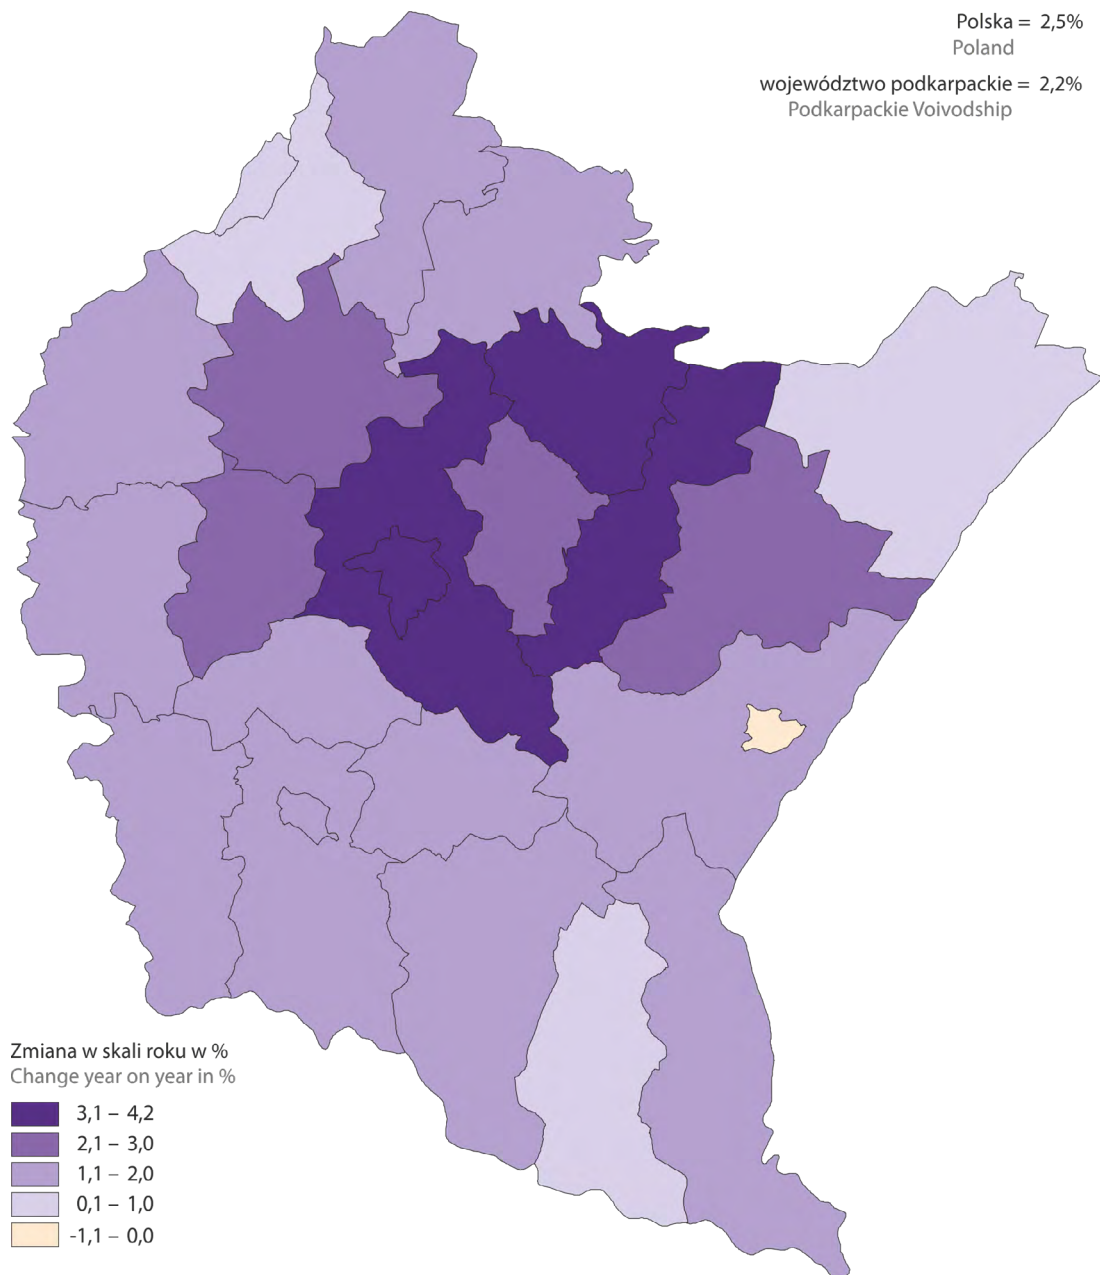 Polska = 2,5%
Poland
województwo podkarpackie = 2,2%
Podkarpackie Voivodship
Zmiana w skali roku w %
Change year on year in %
3,1 – 4,2
2,1 – 3,0
1,1 – 2,0
0,1 – 1,0
-1,1 – 0,0